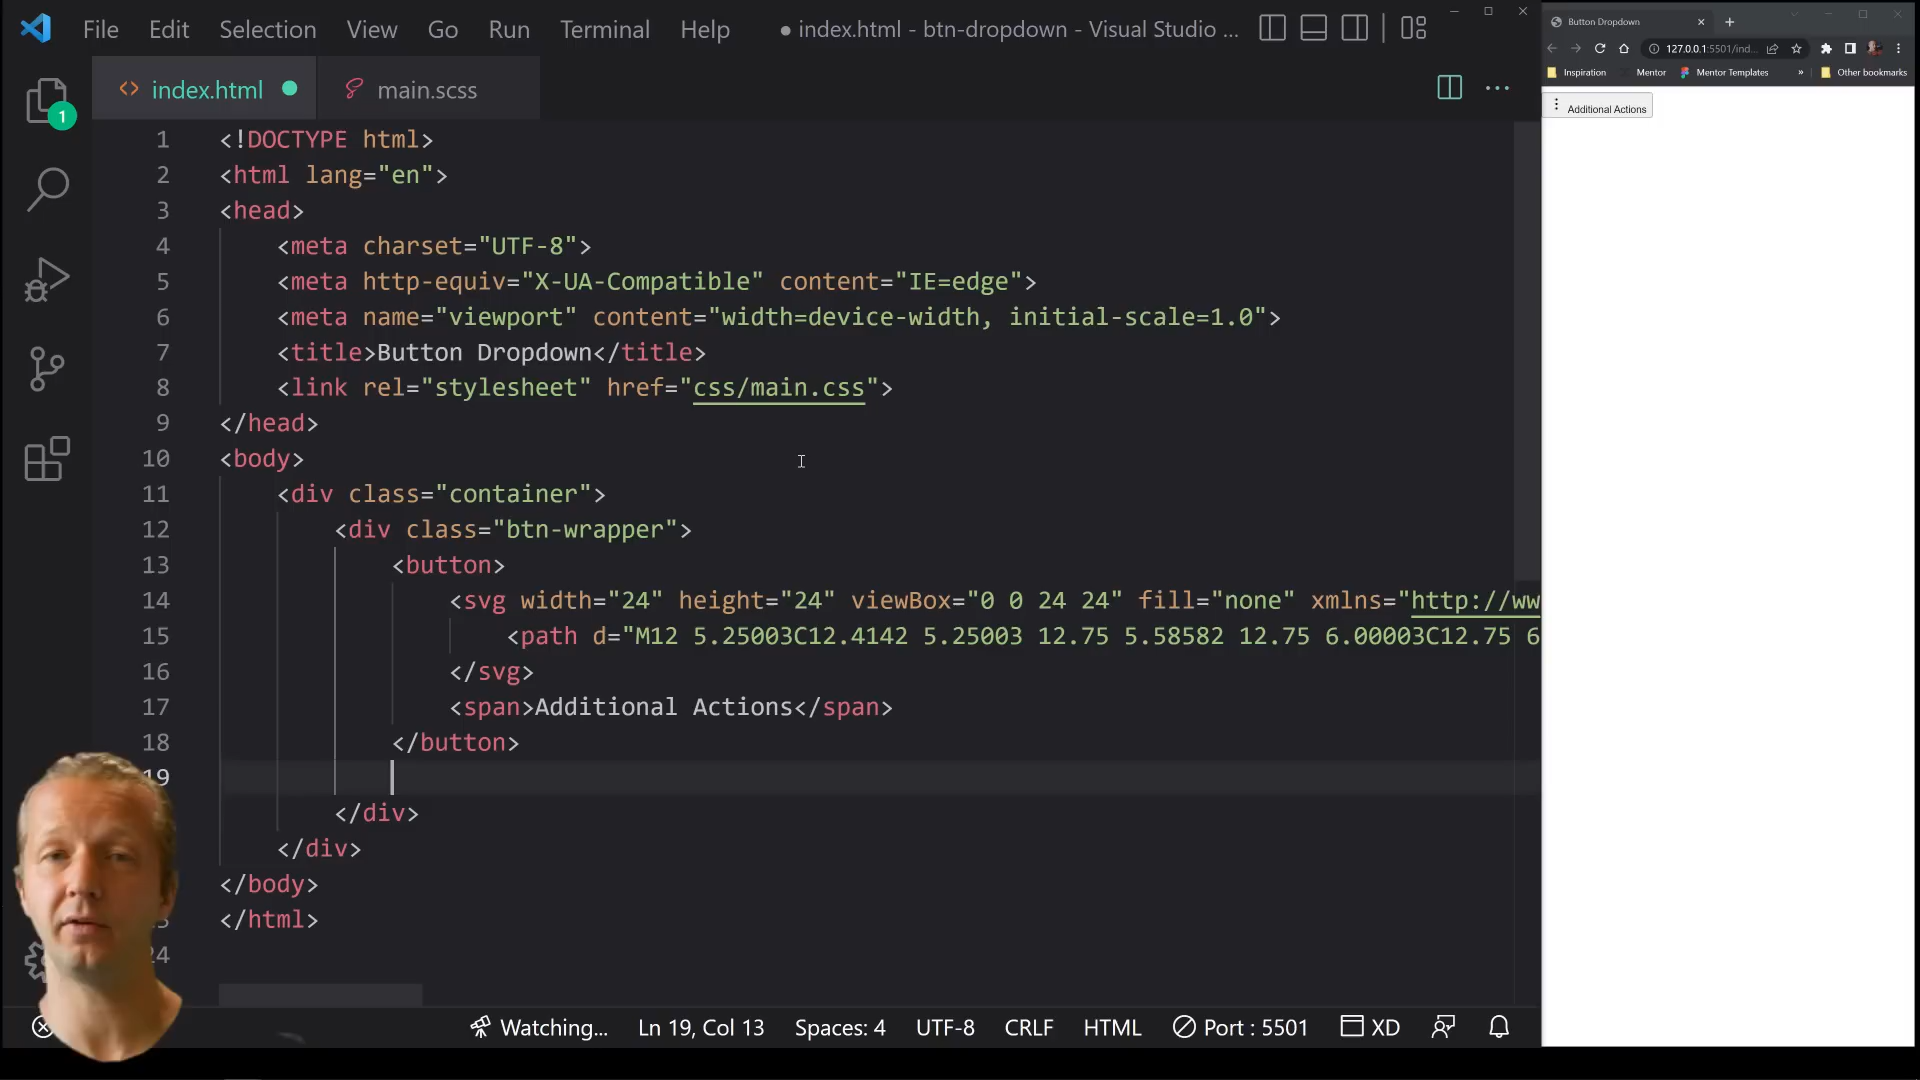 File Edit Selection View Go Run Terminal Help ● index.html - btn-dropdown - Visual Studio ...
index.html main.scss
1 <!DOCTYPE html>
2 <html lang="en">
3 <head>
4 <meta charset="UTF-8">
5 <meta http-equiv="X-UA-Compatible" content="IE=edge">
6 <meta name="viewport" content="width=device-width, initial-scale=1.0">
7 <title>Button Dropdown</title>
8 <link rel="stylesheet" href="css/main.css">
9 </head>
10 <body>
11 <div class="container">
12 <div class="btn-wrapper">
13 <button>
14 <svg width="24" height="24" viewBox="0 0 24 24" fill="none" xmlns="http://ww
15 <path d="M12 5.25003C12.4142 5.25003 12.75 5.58582 12.75 6.00003C12.75 6
16 </svg>
17 <span>Additional Actions</span>
18 </button>
19
</div>
</div>
</body>
</html>
24
1
Watching... Ln 19, Col 13 Spaces: 4 UTF-8 CRLF HTML Port : 5501 XD
Button Dropdown
127.0.0.1:5501/ind...
Inspiration Mentor Mentor Templates » Other bookmarks
Additional Actions